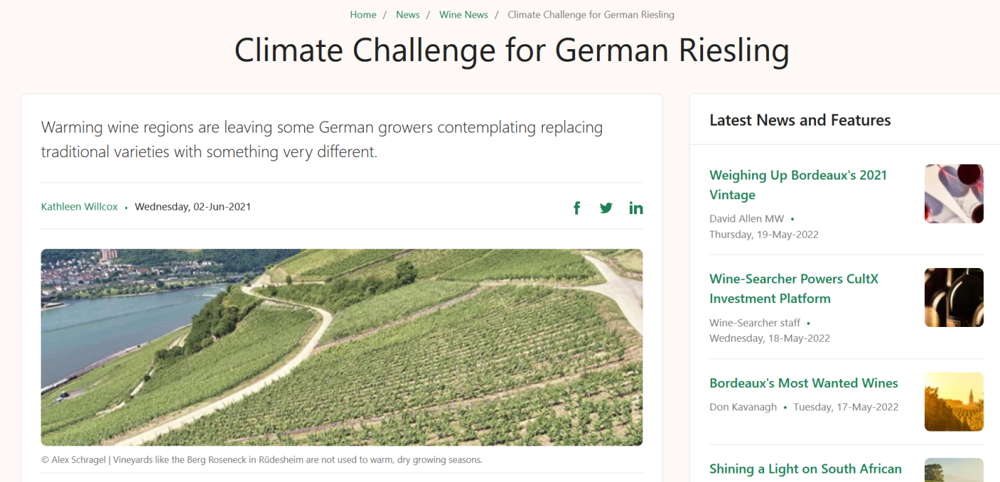 Home / News / Wine News / Climate Challenge for German Riesling
Climate Challenge for German Riesling
Warming wine regions are leaving some German growers contemplating replacing
traditional varieties with something very different.
Kathleen Willcox • Wednesday, 02-Jun-2021
© Alex Schragel | Vineyards like the Berg Roseneck in Rüdesheim are not used to warm, dry growing seasons.
Latest News and Features
Weighing Up Bordeaux's 2021
Vintage
David Allen MW •
Thursday, 19-May-2022
Wine-Searcher Powers CultX
Investment Platform
Wine-Searcher staff •
Wednesday, 18-May-2022
Bordeaux's Most Wanted Wines
Don Kavanagh • Tuesday, 17-May-2022
Shining a Light on South African